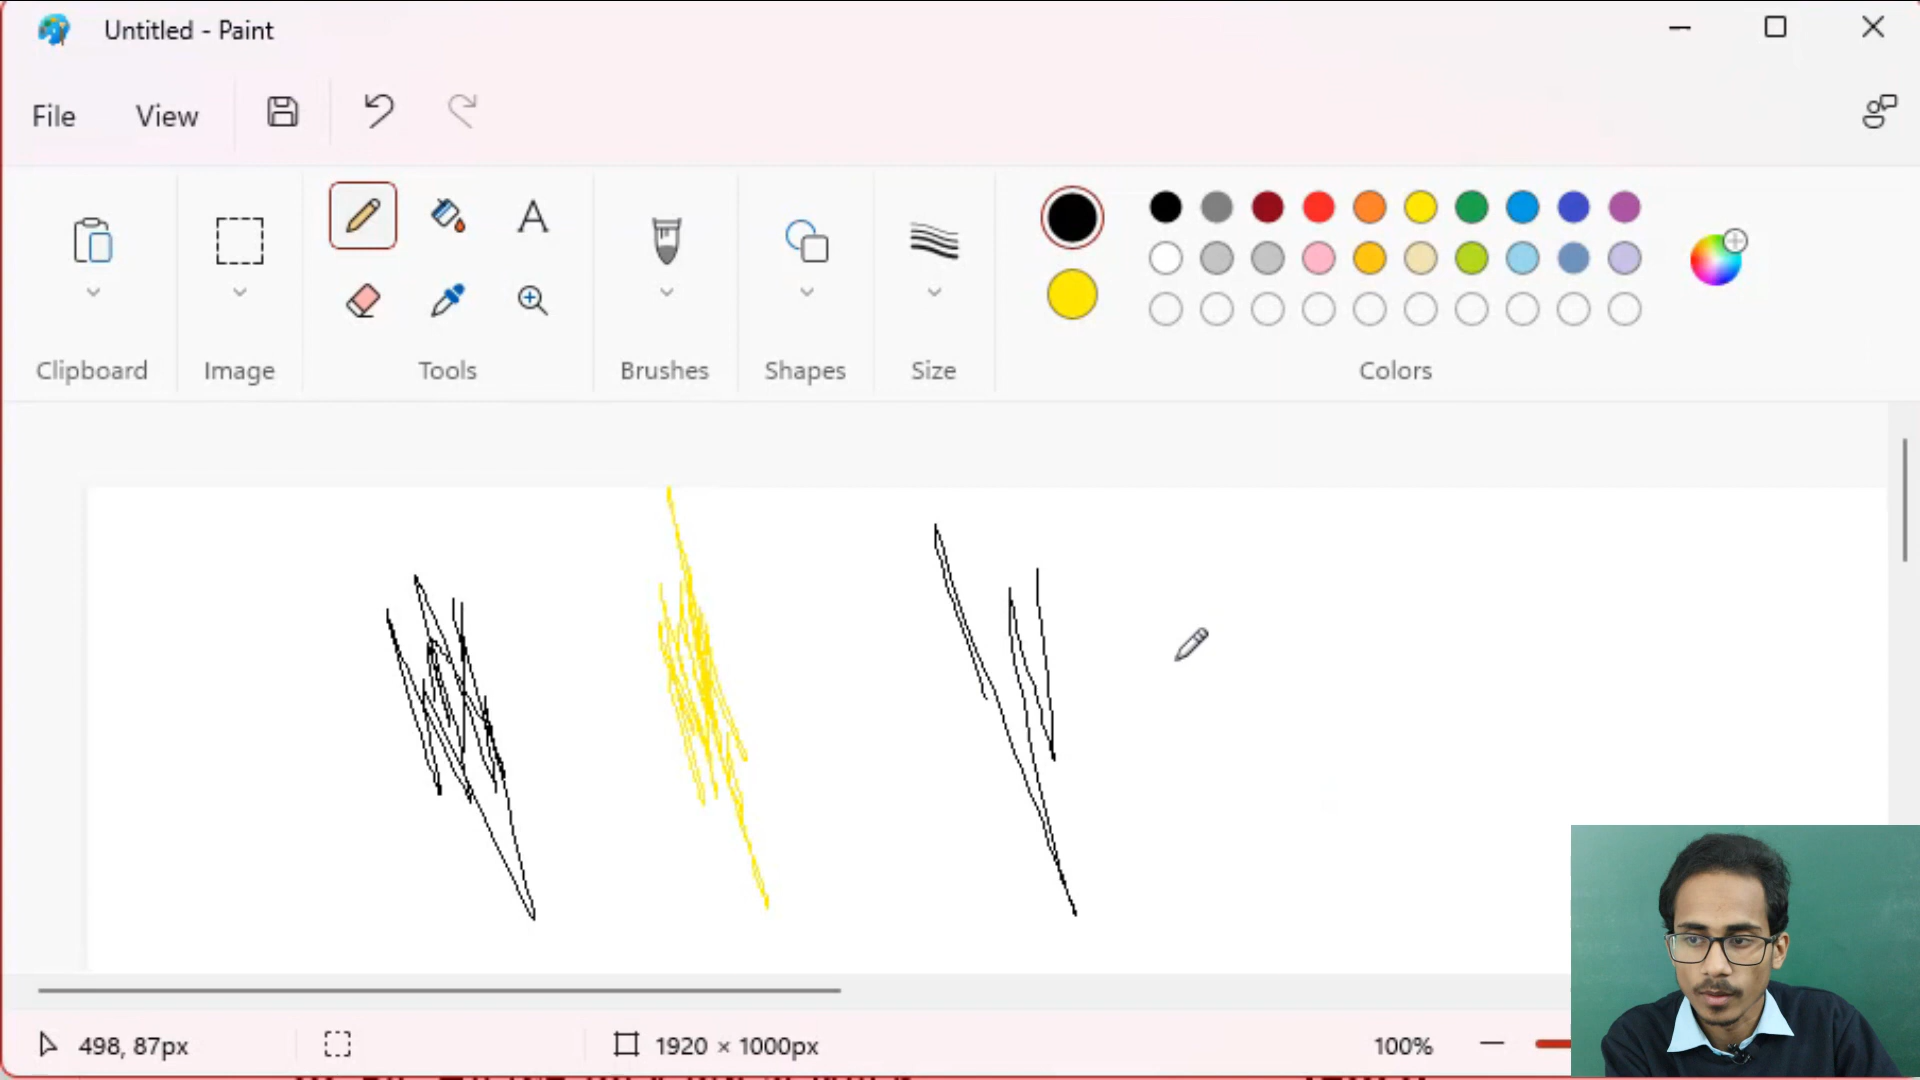 Untitled - Paint
File View
Clipboard Image Tools Brushes Shapes Size Colors
498, 87px 1920 × 1000px 100%